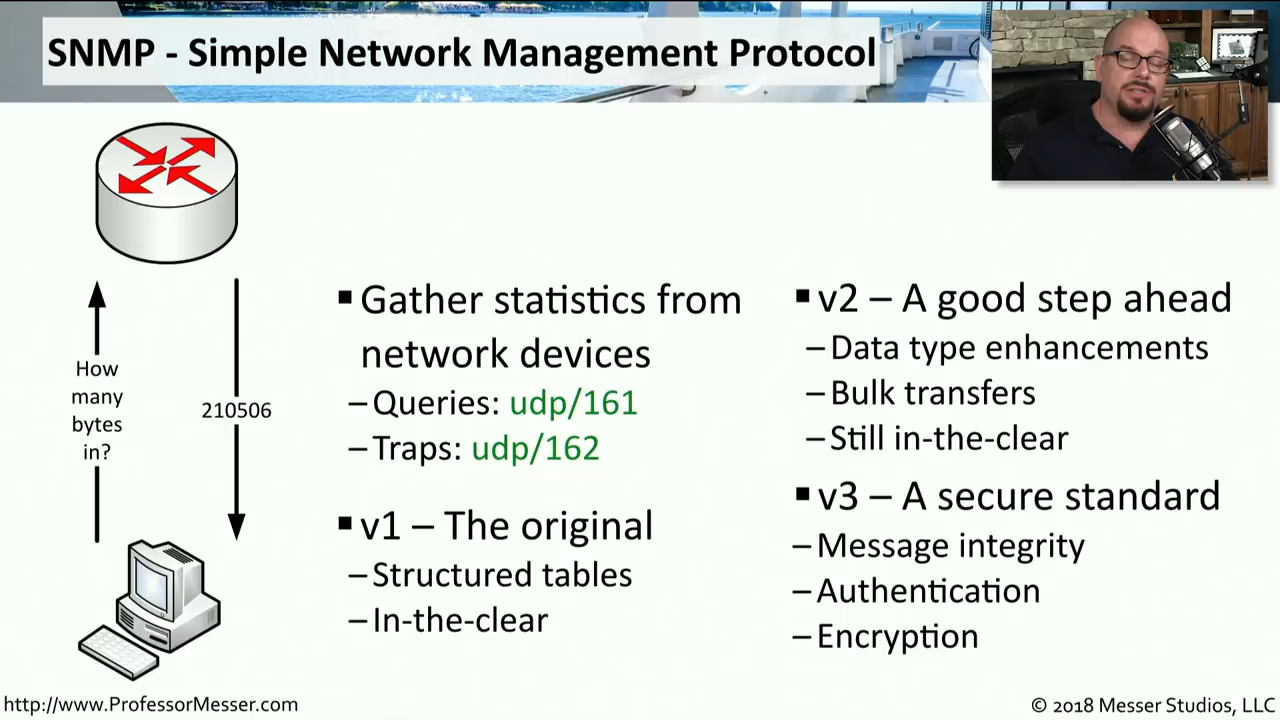 SNMP - Simple Network Management Protocol
How
many
bytes
in?
210506
▪ Gather statistics from
network devices
– Queries: udp/161
– Traps: udp/162
▪ v1 – The original
– Structured tables
– In-the-clear
▪ v2 – A good step ahead
– Data type enhancements
– Bulk transfers
– Still in-the-clear
▪ v3 – A secure standard
– Message integrity
– Authentication
– Encryption
http://www.ProfessorMesser.com
© 2018 Messer Studios, LLC